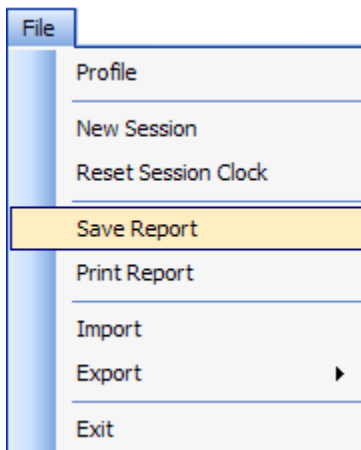 File
Profile
New Session
Reset Session Clock
Save Report
Print Report
Import
Export
Exit